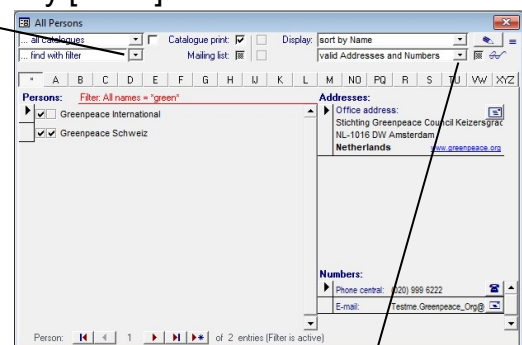 All Persons
... all catalogues Catalogue print: Display: sort by Name
... find with filter Mailing list: valid Addresses and Numbers
* A B C D E F G H IJ K L M NO PQ R S TU VW XYZ
Persons: Filter: All names = "green" Addresses:
Greenpeace International
Greenpeace Schweiz
Office address:
Stichting Greenpeace Council Keizersgrac
NL-1016 DW Amsterdam
Netherlands www.greenpeace.org
Numbers:
Phone central: (020) 999 6222
E-mail: Testme.Greenpeace_Org@
Person: 1 of 2 entries (Filter is active)